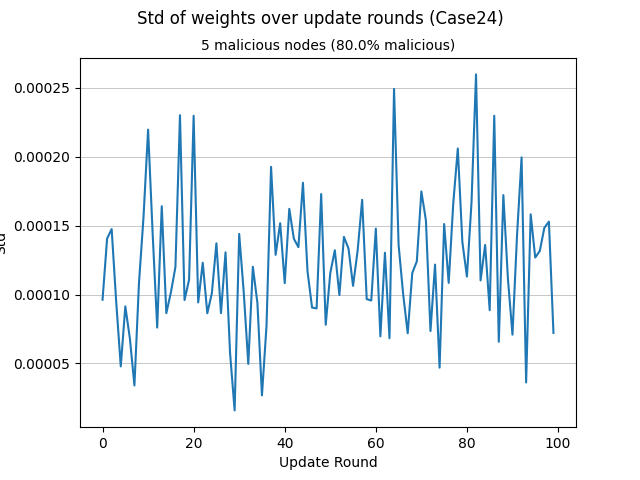 Std of weights over update rounds (Case24)
5 malicious nodes (80.0% malicious)
0.00025
0.00020
0.00015
0.00010
0.00005
Std
0 20 40 60 80 100
Update Round